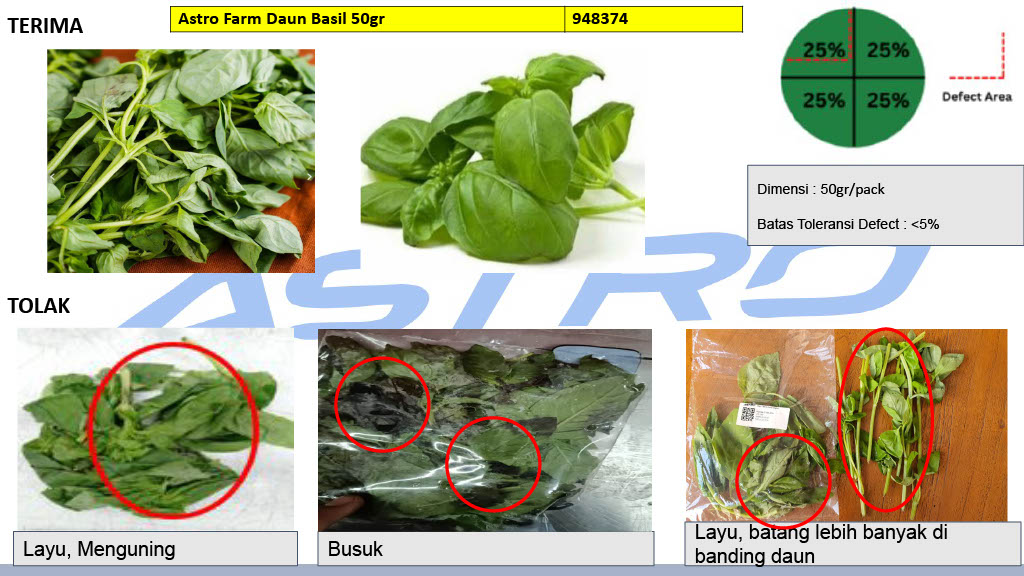 TERIMA
Astro Farm Daun Basil 50gr 948374
25% 25%
25% 25%
Defect Area
Dimensi : 50gr/pack
Batas Toleransi Defect : <5%
ASTRO
TOLAK
Layu, Menguning
Busuk
Layu, batang lebih banyak di
banding daun